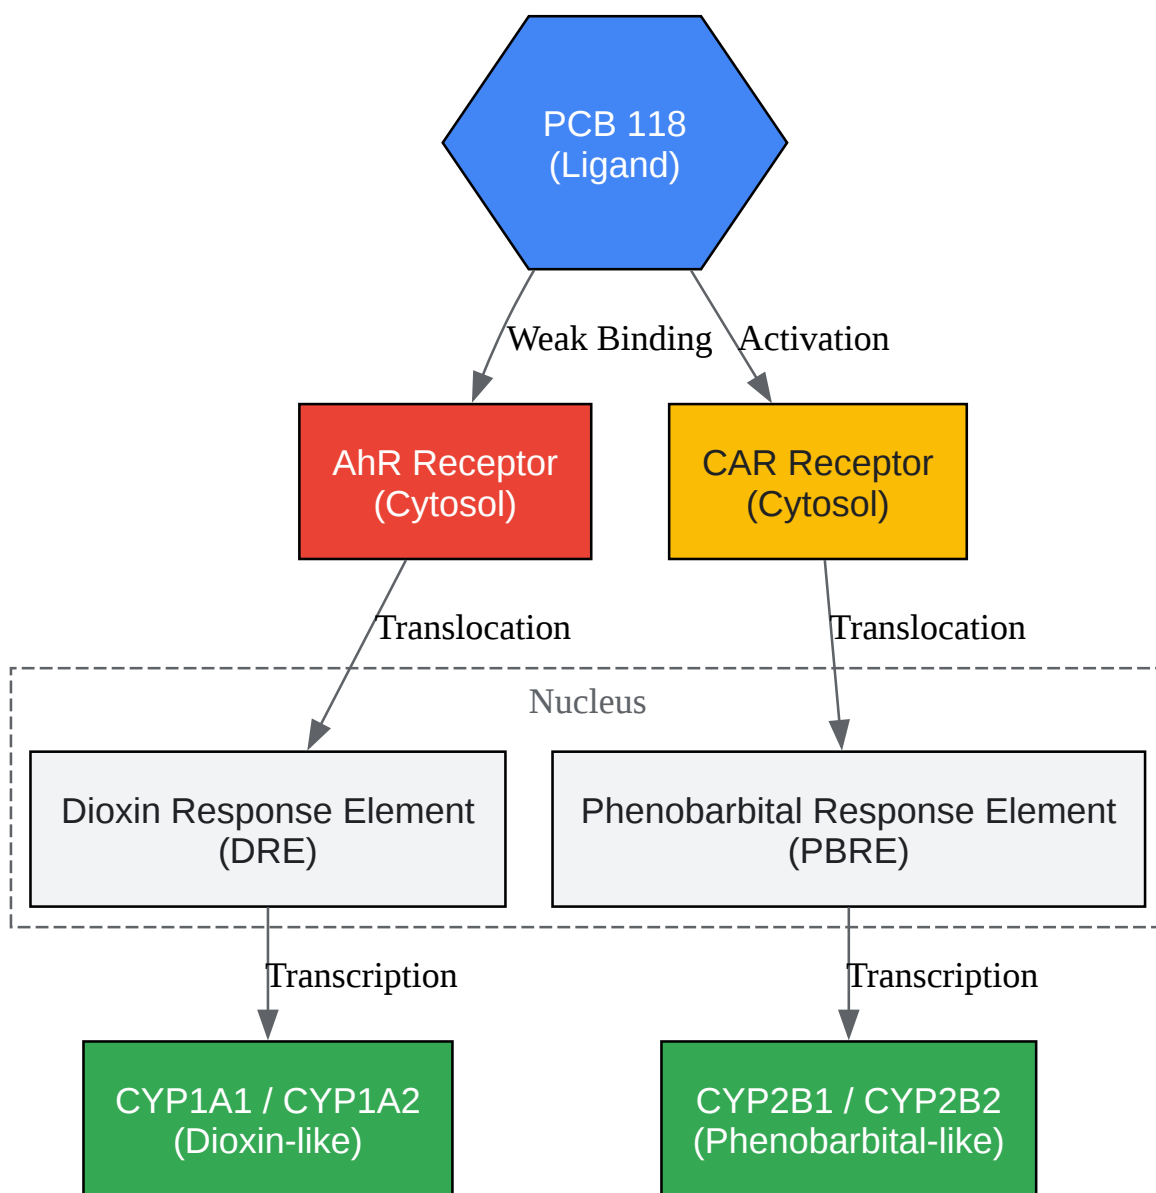 PCB 118
(Ligand)
Weak Binding
Activation
AhR Receptor
(Cytosol)
CAR Receptor
(Cytosol)
Translocation
Translocation
Nucleus
Dioxin Response Element
(DRE)
Phenobarbital Response Element
(PBRE)
Transcription
Transcription
CYP1A1 / CYP1A2
(Dioxin-like)
CYP2B1 / CYP2B2
(Phenobarbital-like)